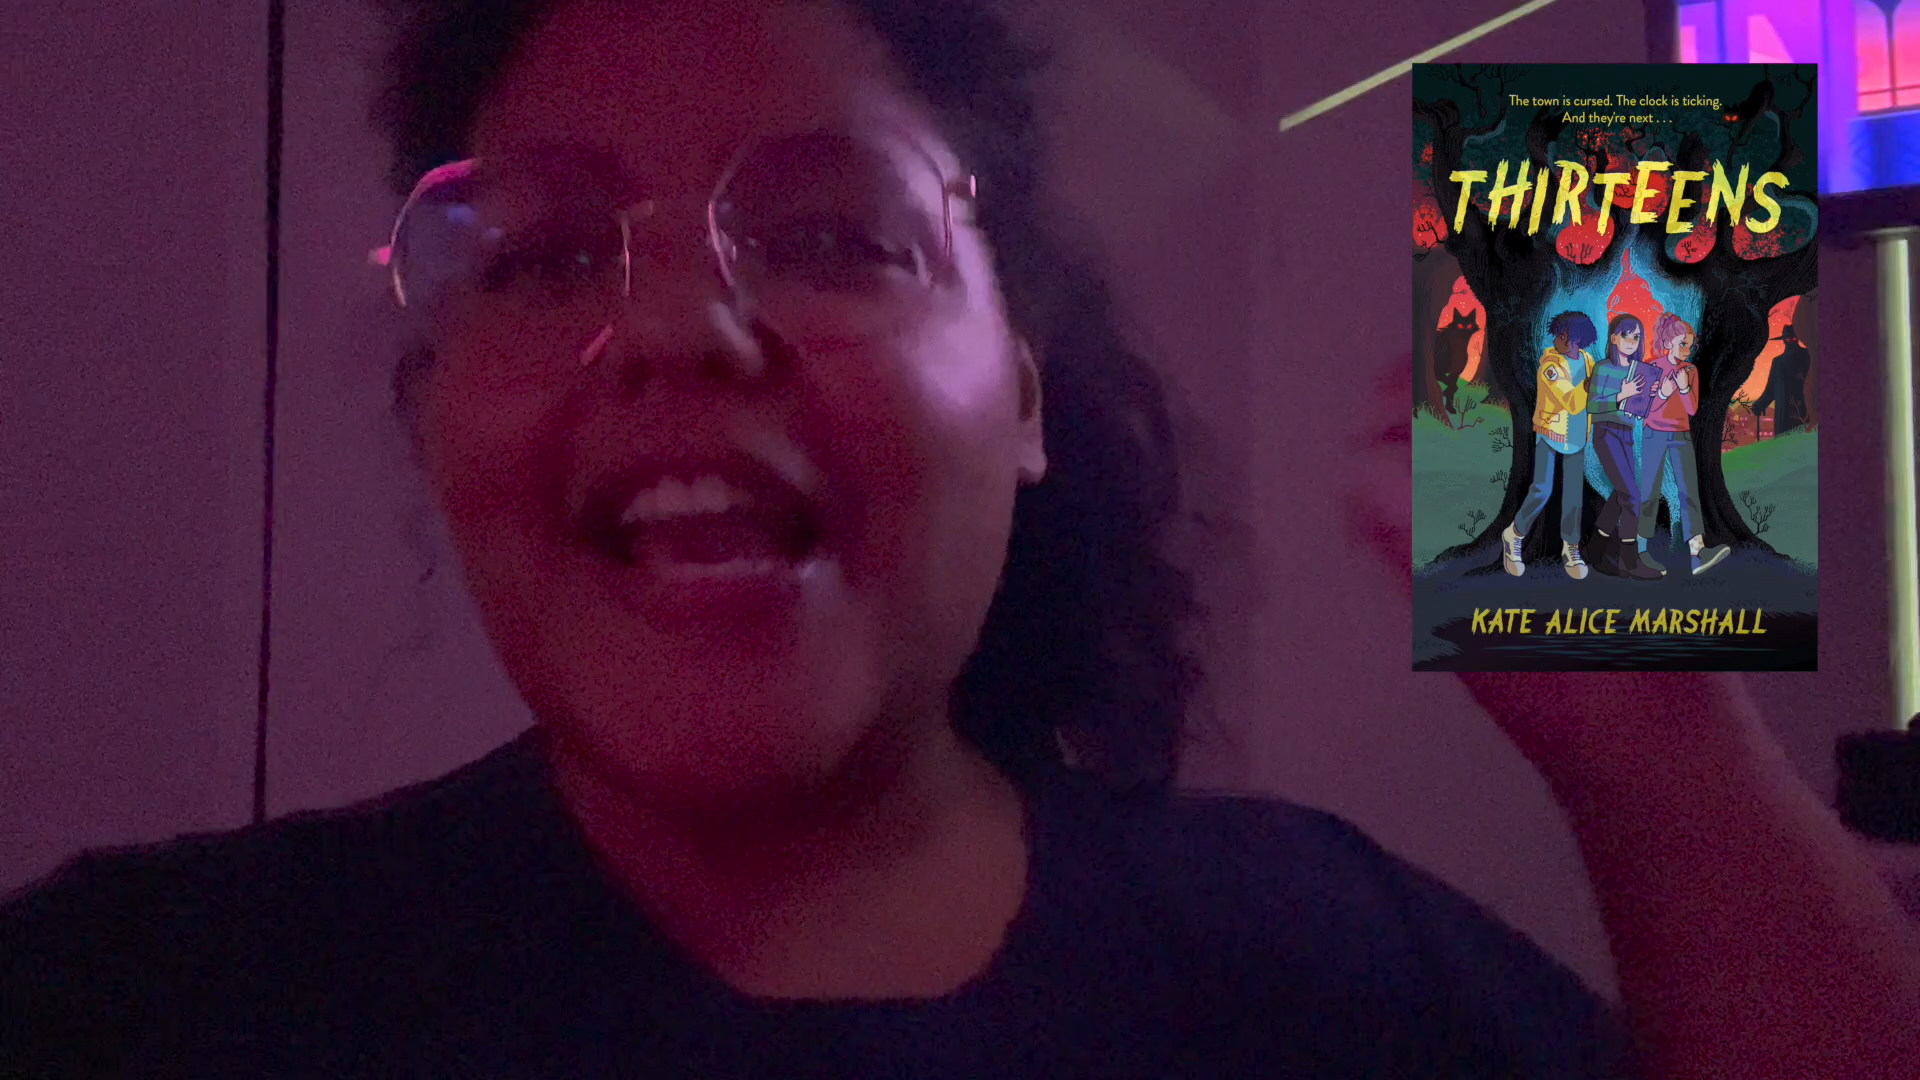 The town is cursed. The clock is ticking.
And they're next . . .
THIRTEENS
KATE ALICE MARSHALL